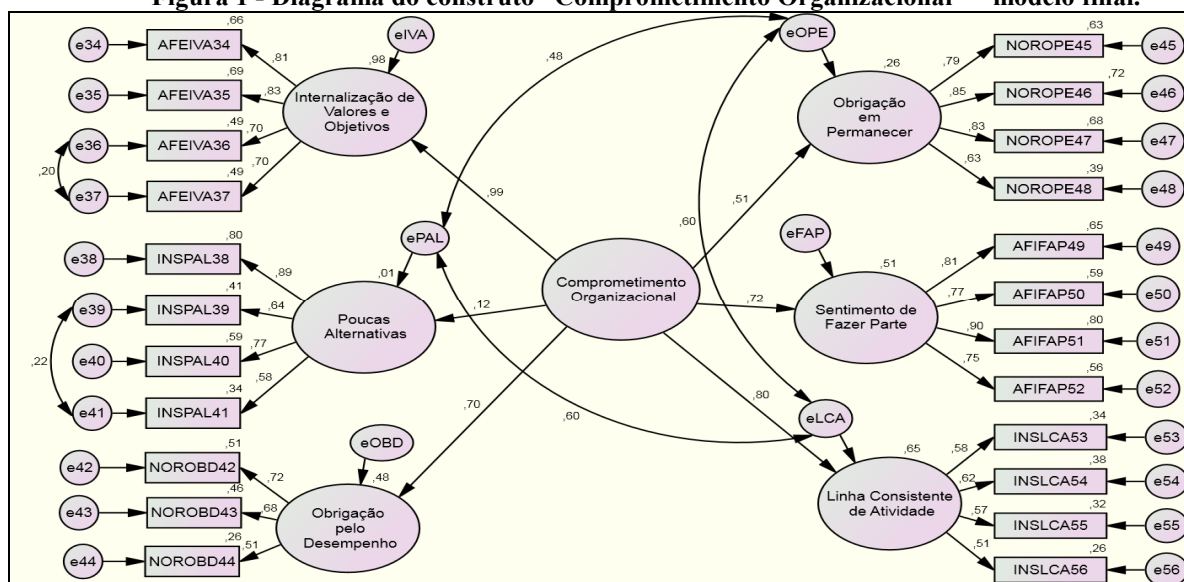 Figura 1 - Diagrama do construto "Comprometimento Organizacional" – modelo final.
e34
AFEIVA34
,66
,81
e35
AFEIVA35
,69
,83
e36
AFEIVA36
,49
,70
e37
AFEIVA37
,49
,70
,20
eIVA
,98
Internalização de
Valores e
Objetivos
,99
e38
INSPAL38
,80
,89
e39
INSPAL39
,41
,64
e40
INSPAL40
,59
,77
e41
INSPAL41
,34
,58
,22
ePAL
,01
Poucas
Alternativas
,12
e42
NOROBD42
,51
,72
e43
NOROBD43
,46
,68
e44
NOROBD44
,26
,51
eOBD
,48
Obrigação
pelo
Desempenho
,70
Comprometimento
Organizacional
,48
,60
,60
eOPE
,26
Obrigação
em
Permanecer
,51
,63
,79
NOROPE45
e45
,72
,85
NOROPE46
e46
,68
,83
NOROPE47
e47
,39
,63
NOROPE48
e48
eFAP
,51
Sentimento de
Fazer Parte
,72
,65
,81
AFIFAP49
e49
,59
,77
AFIFAP50
e50
,80
,90
AFIFAP51
e51
,56
,75
AFIFAP52
e52
eLCA
,65
Linha Consistente
de Atividade
,80
,34
,58
INSLCA53
e53
,38
,62
INSLCA54
e54
,32
,57
INSLCA55
e55
,26
,51
INSLCA56
e56